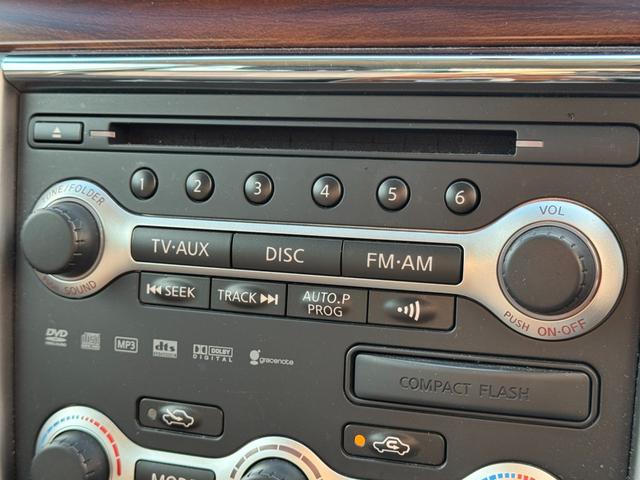 1 2 3 4 5 6
TUNE/FOLDER
VOL
TV·AUX DISC FM·AM
SOUND
SEEK TRACK AUTO.P
PROG
PUSH ON-OFF
DVD MP3 dts DOLBY
DIGITAL gracenote
COMPACT FLASH